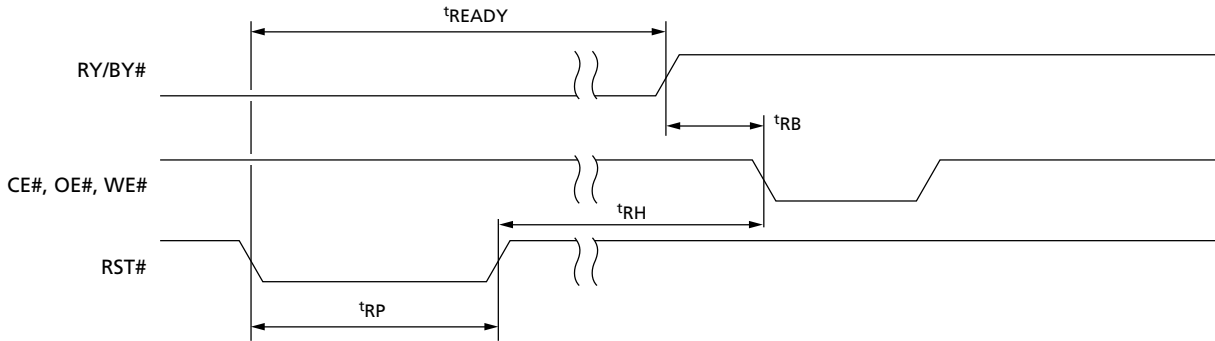 tREADY
RY/BY#
tRB
CE#, OE#, WE#
tRH
RST#
tRP